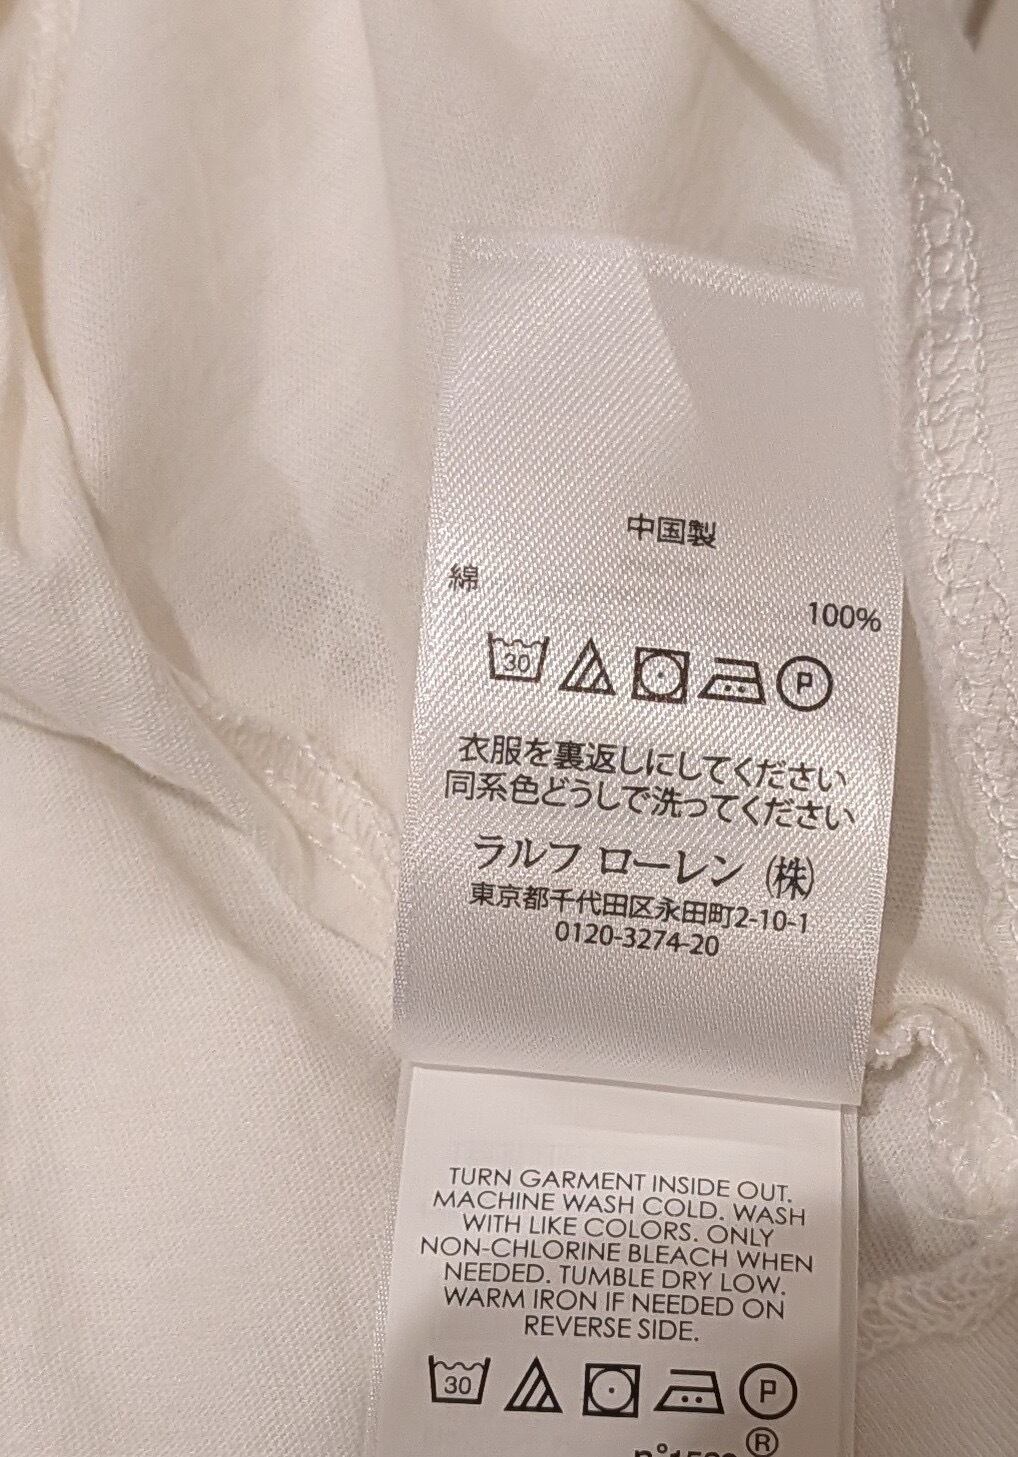 中国製
綿 100%
30 P
衣服を裏返しにしてください
同系色どうしで洗ってください
ラルフ ローレン（株）
東京都千代田区永田町2-10-1
0120-3274-20
TURN GARMENT INSIDE OUT.
MACHINE WASH COLD. WASH
WITH LIKE COLORS. ONLY
NON-CHLORINE BLEACH WHEN
NEEDED. TUMBLE DRY LOW.
WARM IRON IF NEEDED ON
REVERSE SIDE.
30 P
®